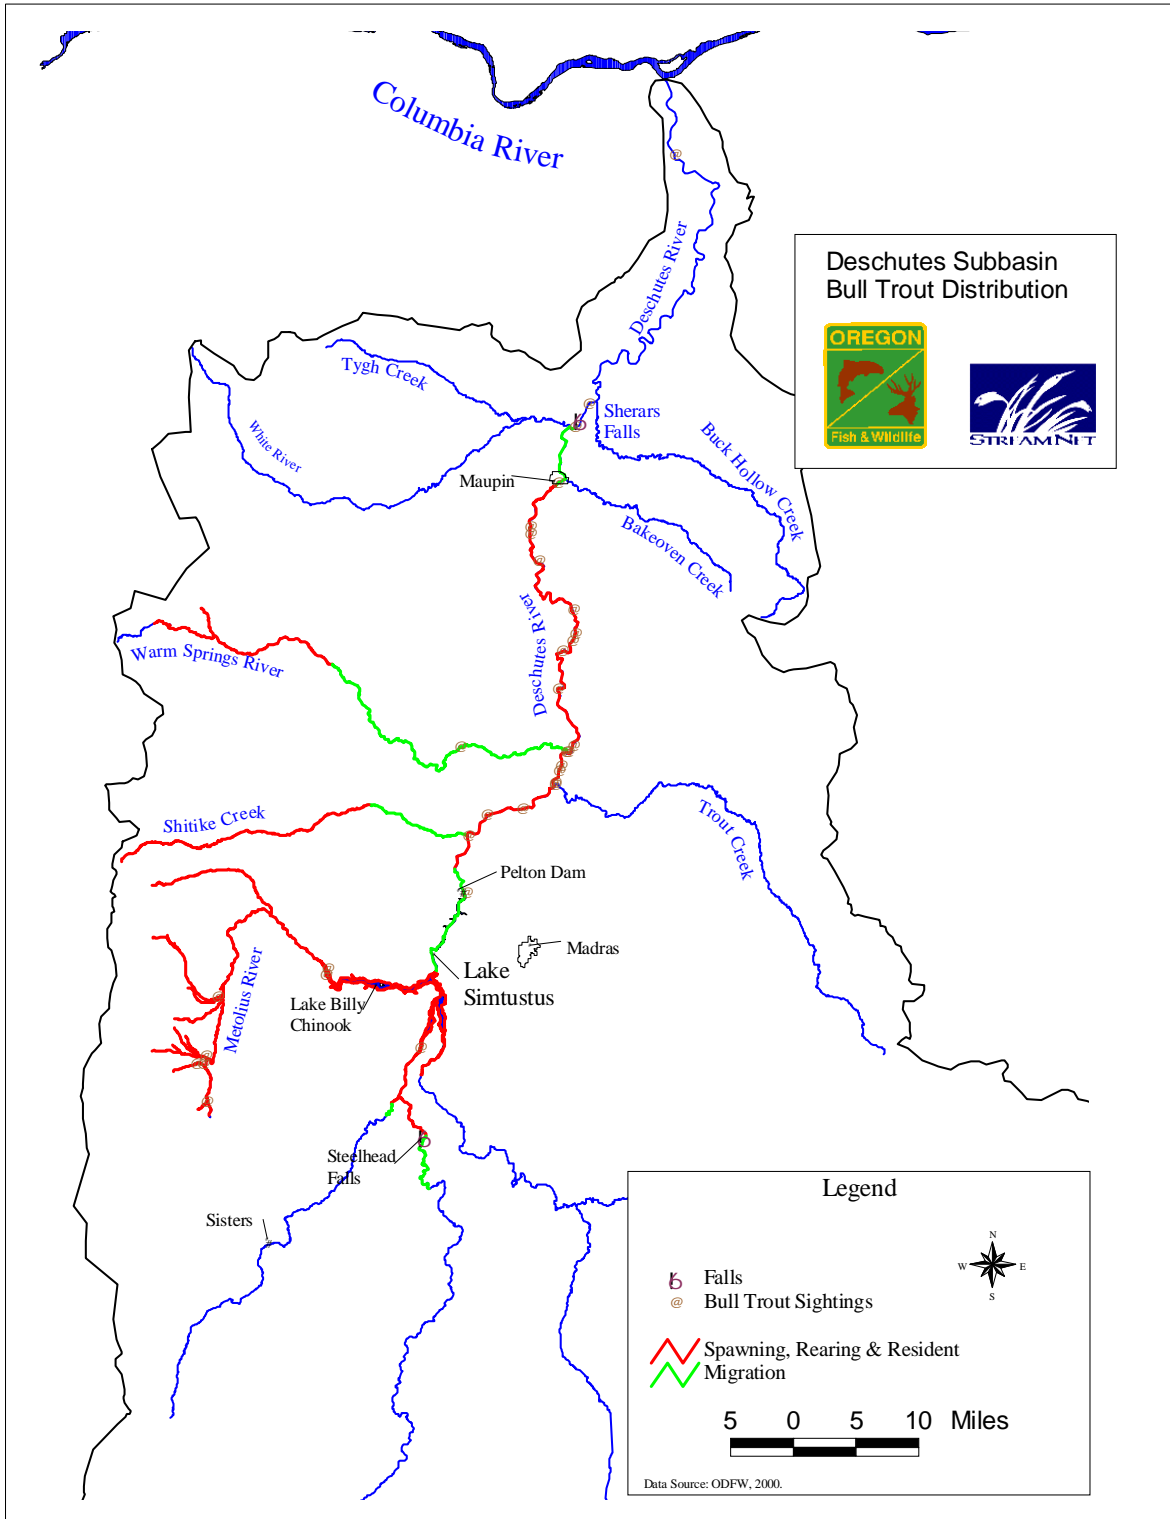 Columbia River
Deschutes River
Deschutes Subbasin
Bull Trout Distribution
OREGON
Fish & Wildlife
STREAMNET
Tygh Creek
White River
Sherars
Falls
Buck Hollow Creek
Maupin
Bakeoven Creek
Deschutes River
Warm Springs River
Shitike Creek
Trout Creek
Pelton Dam
Madras
Lake
Simtustus
Metolius River
Lake Billy
Chinook
Steelhead
Falls
Sisters
Legend
N
W
E
S
Falls
@ Bull Trout Sightings
Spawning, Rearing & Resident
Migration
5 0 5 10 Miles
Data Source: ODFW, 2000.